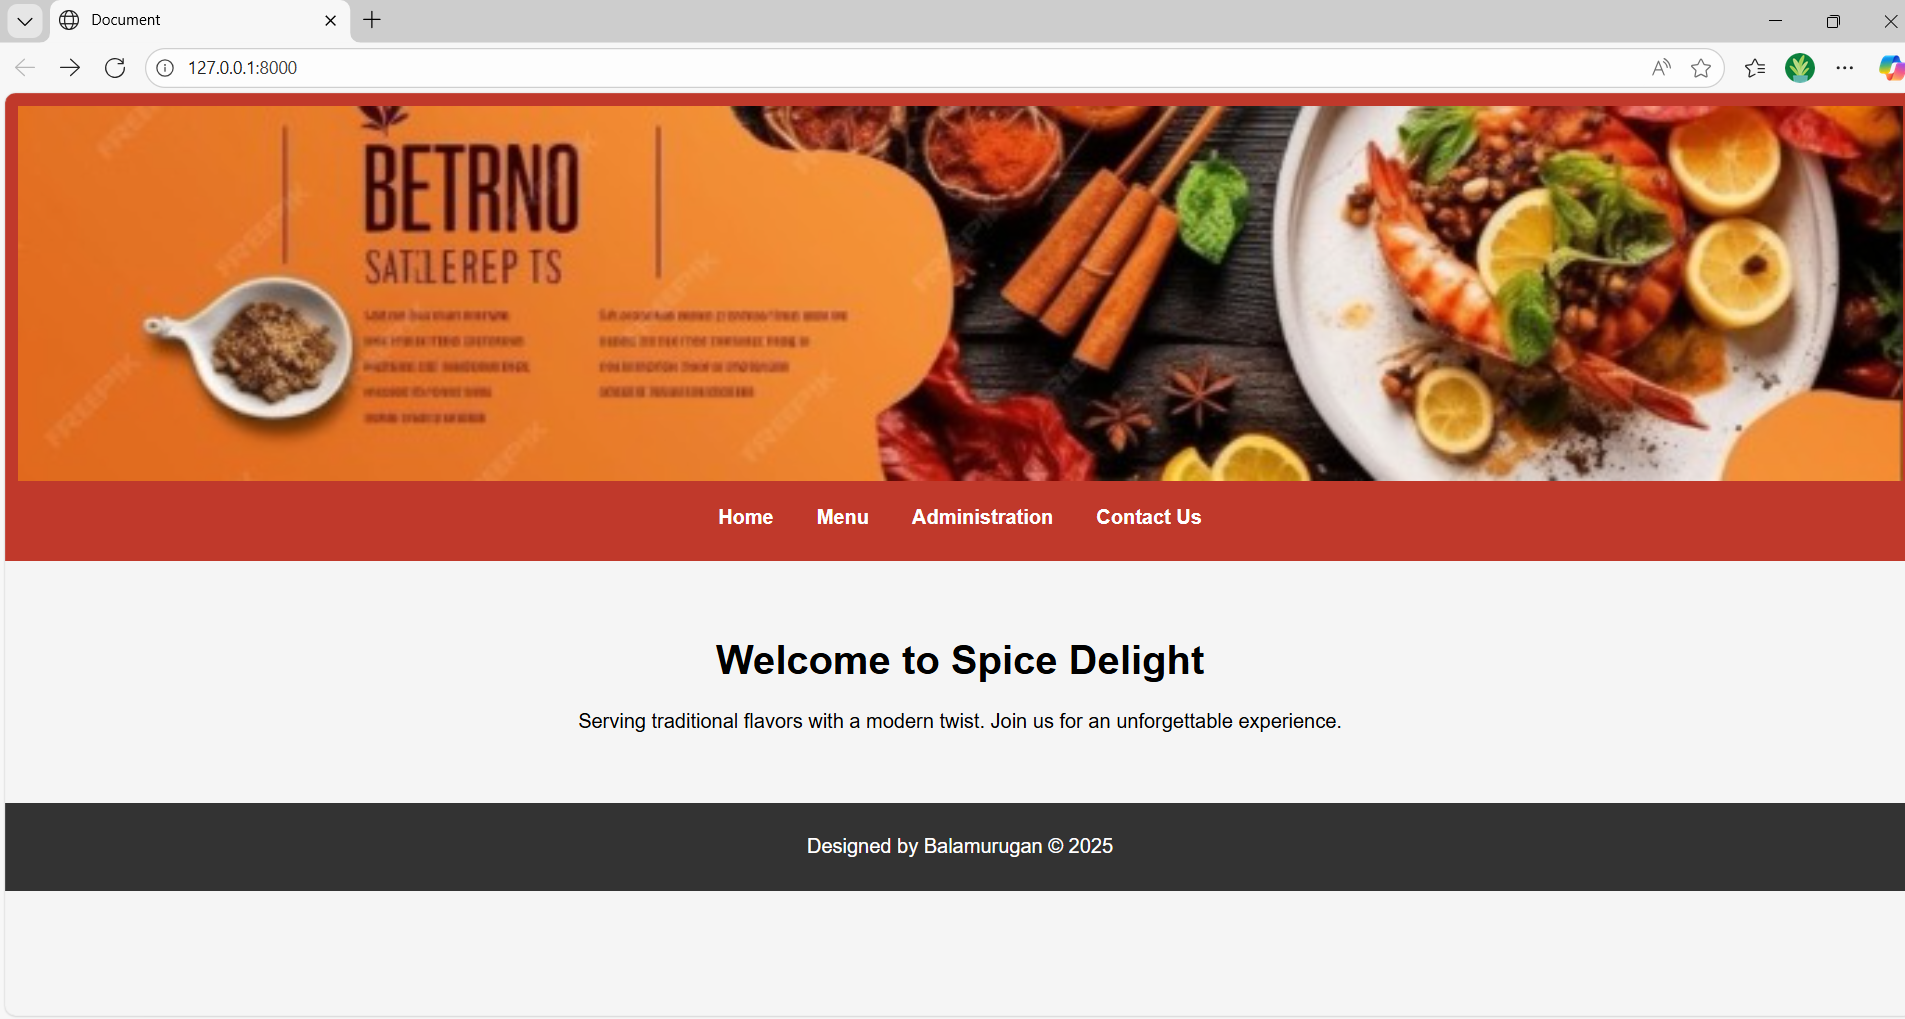 Document
127.0.0.1:8000
BETRNO
SATLEREP TS
FREEPIK
Home Menu Administration Contact Us
Welcome to Spice Delight
Serving traditional flavors with a modern twist. Join us for an unforgettable experience.
Designed by Balamurugan © 2025